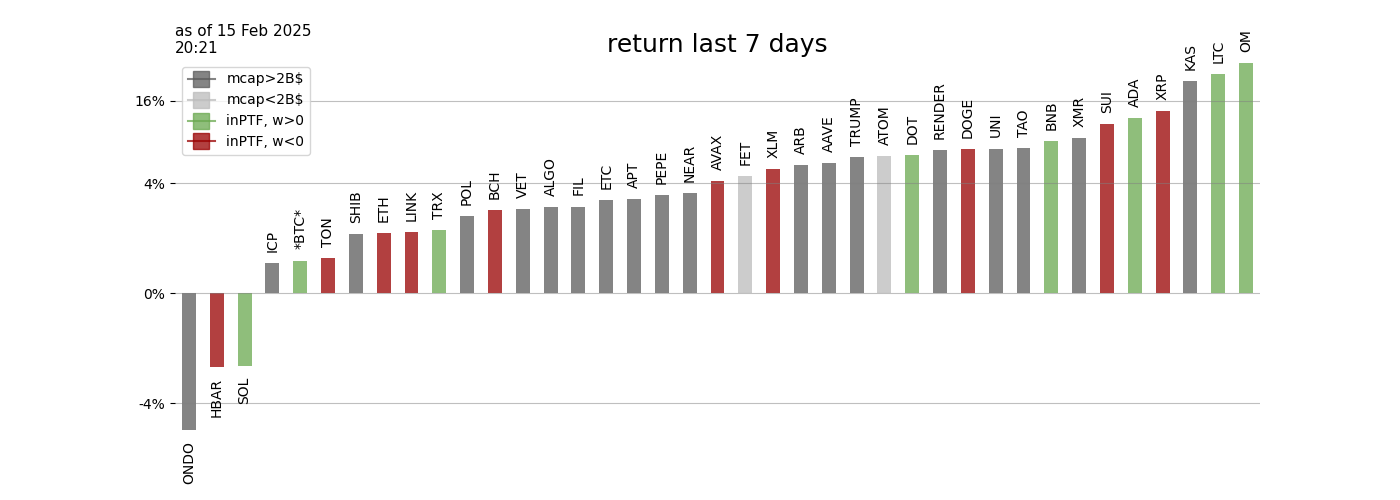 as of 15 Feb 2025
20:21
return last 7 days
mcap>2B$
mcap<2B$
inPTF, w>0
inPTF, w<0
16%
4%
0%
-4%
ONDO
HBAR
SOL
ICP
*BTC*
TON
SHIB
ETH
LINK
TRX
POL
BCH
VET
ALGO
FIL
ETC
APT
PEPE
NEAR
AVAX
FET
XLM
ARB
AAVE
TRUMP
ATOM
DOT
RENDER
DOGE
UNI
TAO
BNB
XMR
SUI
ADA
XRP
KAS
LTC
OM